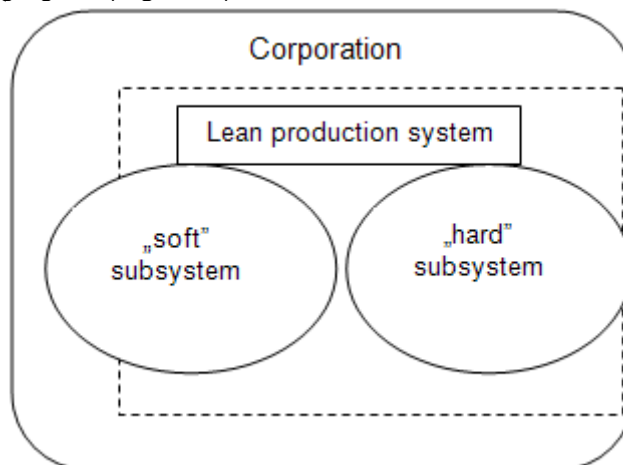 Corporation
Lean production system
„soft”
subsystem
„hard”
subsystem